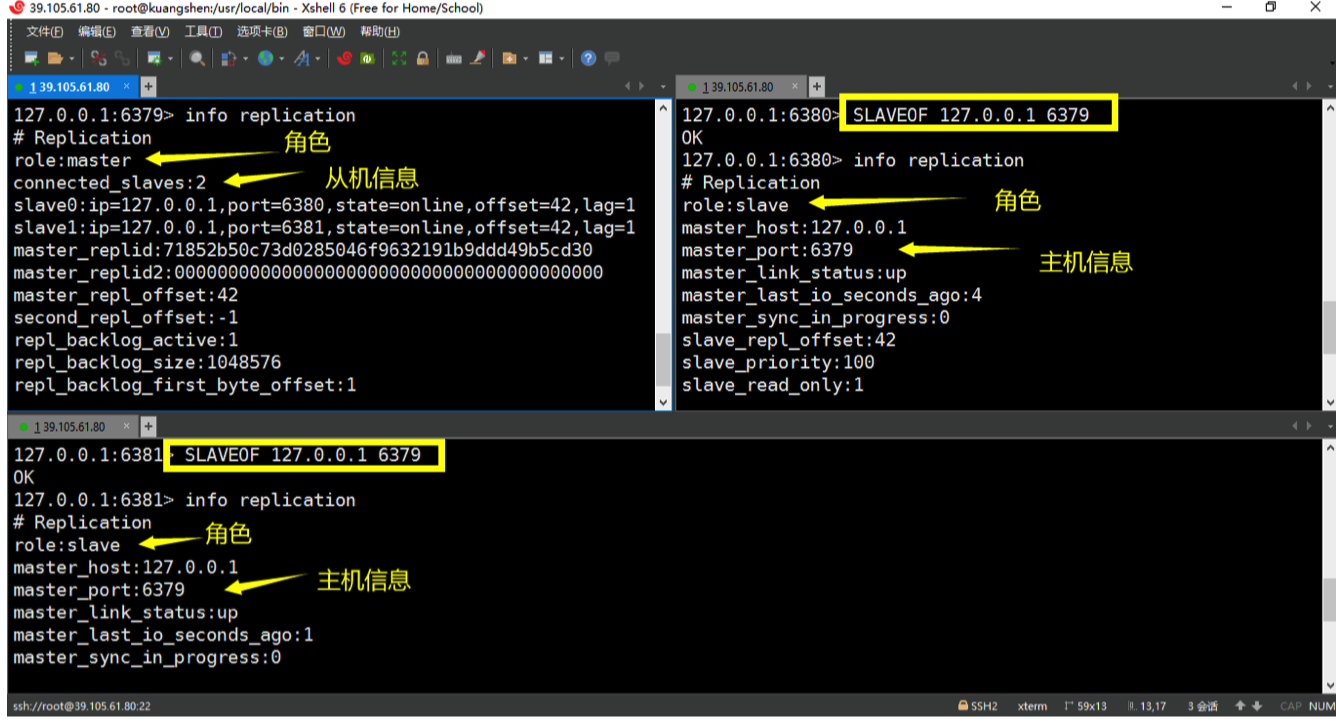 39.105.61.80 - root@kuangshen:/usr/local/bin - Xshell 6 (Free for Home/School)
文件(F) 编辑(E) 查看(V) 工具(T) 选项卡(B) 窗口(W) 帮助(H)
1 39.105.61.80 × +
127.0.0.1:6379> info replication
# Replication
角色
role:master
connected_slaves:2
从机信息
slave0:ip=127.0.0.1,port=6380,state=online,offset=42,lag=1
slave1:ip=127.0.0.1,port=6381,state=online,offset=42,lag=1
master_replid:71852b50c73d0285046f9632191b9ddd49b5cd30
master_replid2:0000000000000000000000000000000000000000
master_repl_offset:42
second_repl_offset:-1
repl_backlog_active:1
repl_backlog_size:1048576
repl_backlog_first_byte_offset:1
1 39.105.61.80 × +
127.0.0.1:6380> SLAVEOF 127.0.0.1 6379
OK
127.0.0.1:6380> info replication
# Replication
role:slave
角色
master_host:127.0.0.1
master_port:6379
主机信息
master_link_status:up
master_last_io_seconds_ago:4
master_sync_in_progress:0
slave_repl_offset:42
slave_priority:100
slave_read_only:1
1 39.105.61.80 × +
127.0.0.1:6381> SLAVEOF 127.0.0.1 6379
OK
127.0.0.1:6381> info replication
# Replication
角色
role:slave
master_host:127.0.0.1
master_port:6379
主机信息
master_link_status:up
master_last_io_seconds_ago:1
master_sync_in_progress:0
ssh://root@39.105.61.80:22 SSH2 xterm 59x13 13,17 3 会话 CAP NUM